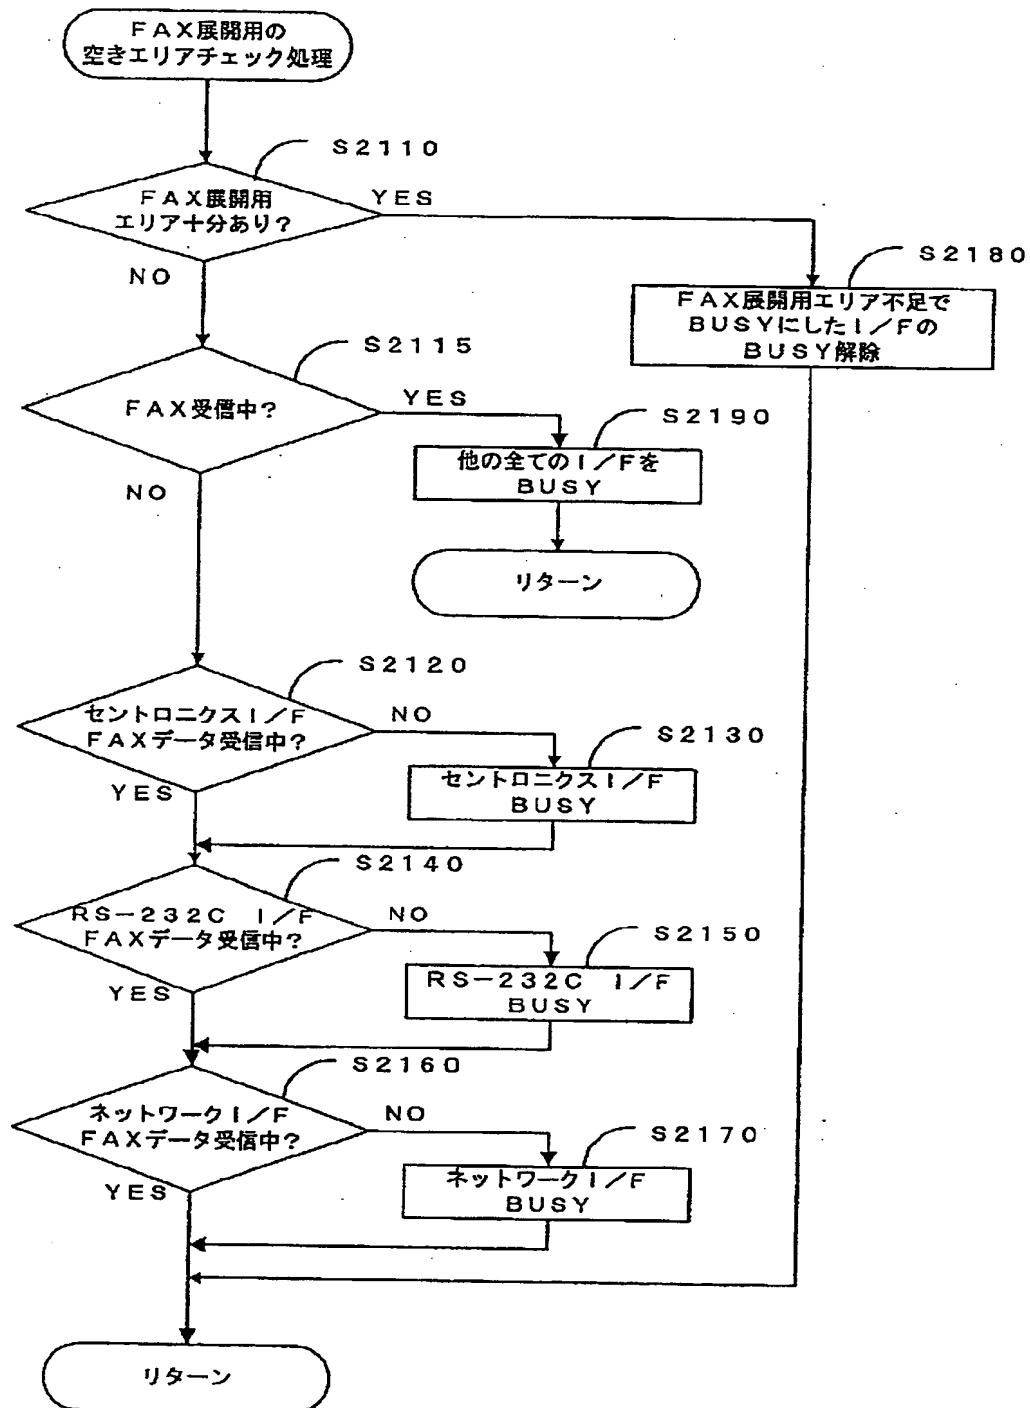 ＦＡＸ展開用の
空きエリアチェック処理
Ｓ２１１０
ＦＡＸ展開用
エリア十分あり？
ＹＥＳ
ＮＯ
Ｓ２１８０
ＦＡＸ展開用エリア不足で
ＢＵＳＹにしたＩ／Ｆの
ＢＵＳＹ解除
Ｓ２１１５
ＦＡＸ受信中？
ＹＥＳ
ＮＯ
Ｓ２１９０
他の全てのＩ／Ｆを
ＢＵＳＹ
リターン
Ｓ２１２０
セントロニクスＩ／Ｆ
ＦＡＸデータ受信中？
ＮＯ
ＹＥＳ
Ｓ２１３０
セントロニクスＩ／Ｆ
ＢＵＳＹ
Ｓ２１４０
ＲＳ－２３２Ｃ　Ｉ／Ｆ
ＦＡＸデータ受信中？
ＮＯ
ＹＥＳ
Ｓ２１５０
ＲＳ－２３２Ｃ　Ｉ／Ｆ
ＢＵＳＹ
Ｓ２１６０
ネットワークＩ／Ｆ
ＦＡＸデータ受信中？
ＮＯ
ＹＥＳ
Ｓ２１７０
ネットワークＩ／Ｆ
ＢＵＳＹ
リターン